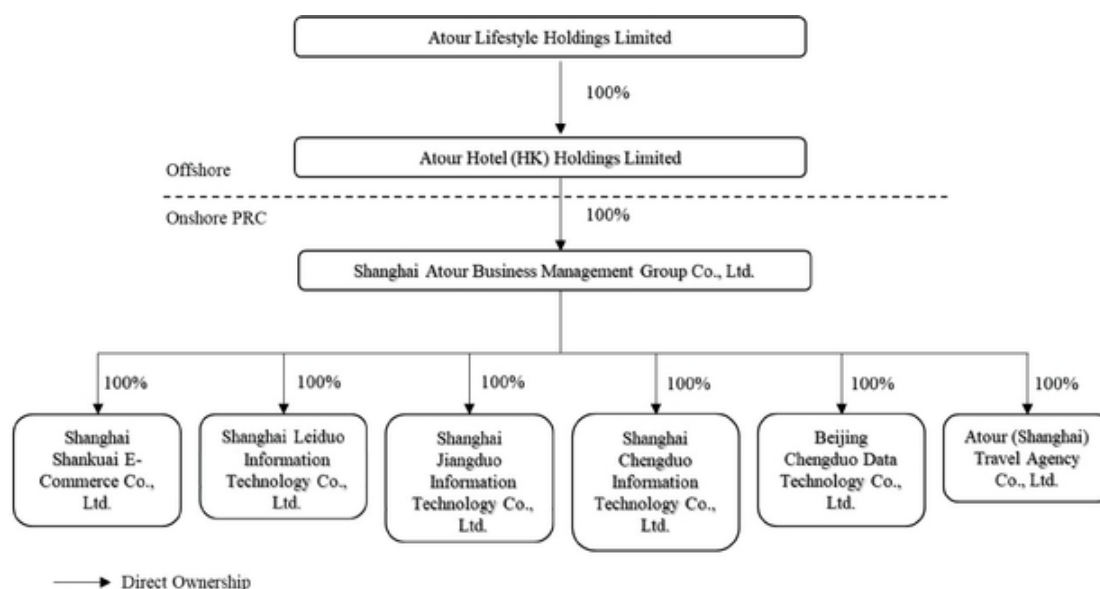 Atour Lifestyle Holdings Limited
100%
Atour Hotel (HK) Holdings Limited
Offshore
Onshore PRC
100%
Shanghai Atour Business Management Group Co., Ltd.
100%
100%
100%
100%
100%
100%
Shanghai
Shankuai E-
Commerce Co.,
Ltd.
Shanghai Leiduo
Information
Technology Co.,
Ltd.
Shanghai
Jiangduo
Information
Technology Co.,
Ltd.
Shanghai
Chengduo
Information
Technology Co.,
Ltd.
Beijing
Chengduo Data
Technology Co.,
Ltd.
Atour (Shanghai)
Travel Agency
Co., Ltd.
Direct Ownership